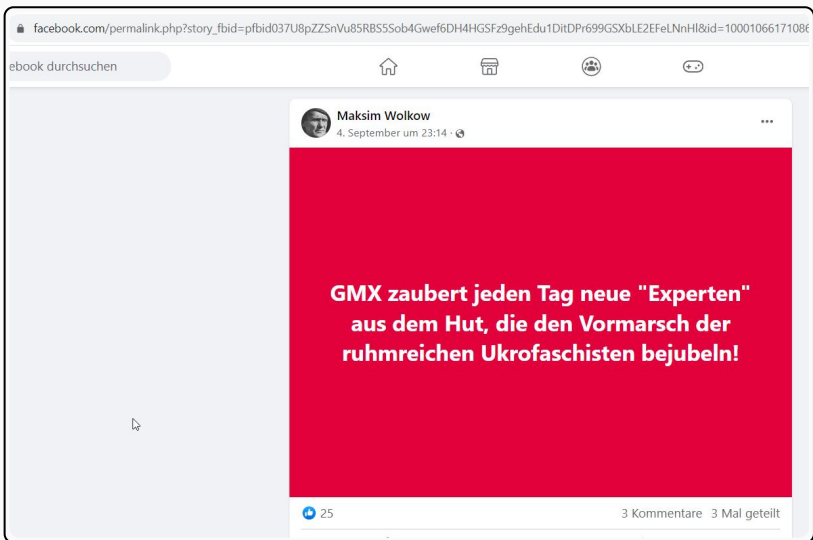 facebook.com/permalink.php?story_fbid=pfbid037U8pZZSnVu85RBS5Sob4Gwef6DH4HGSFz9gehEdu1DitDPr699GSXbLE2EFeLNnHl&id=10001066171086
ebook durchsuchen
Maksim Wolkow
4. September um 23:14 ·
GMX zaubert jeden Tag neue "Experten"
aus dem Hut, die den Vormarsch der
ruhmreichen Ukrofaschisten bejubeln!
25 3 Kommentare 3 Mal geteilt